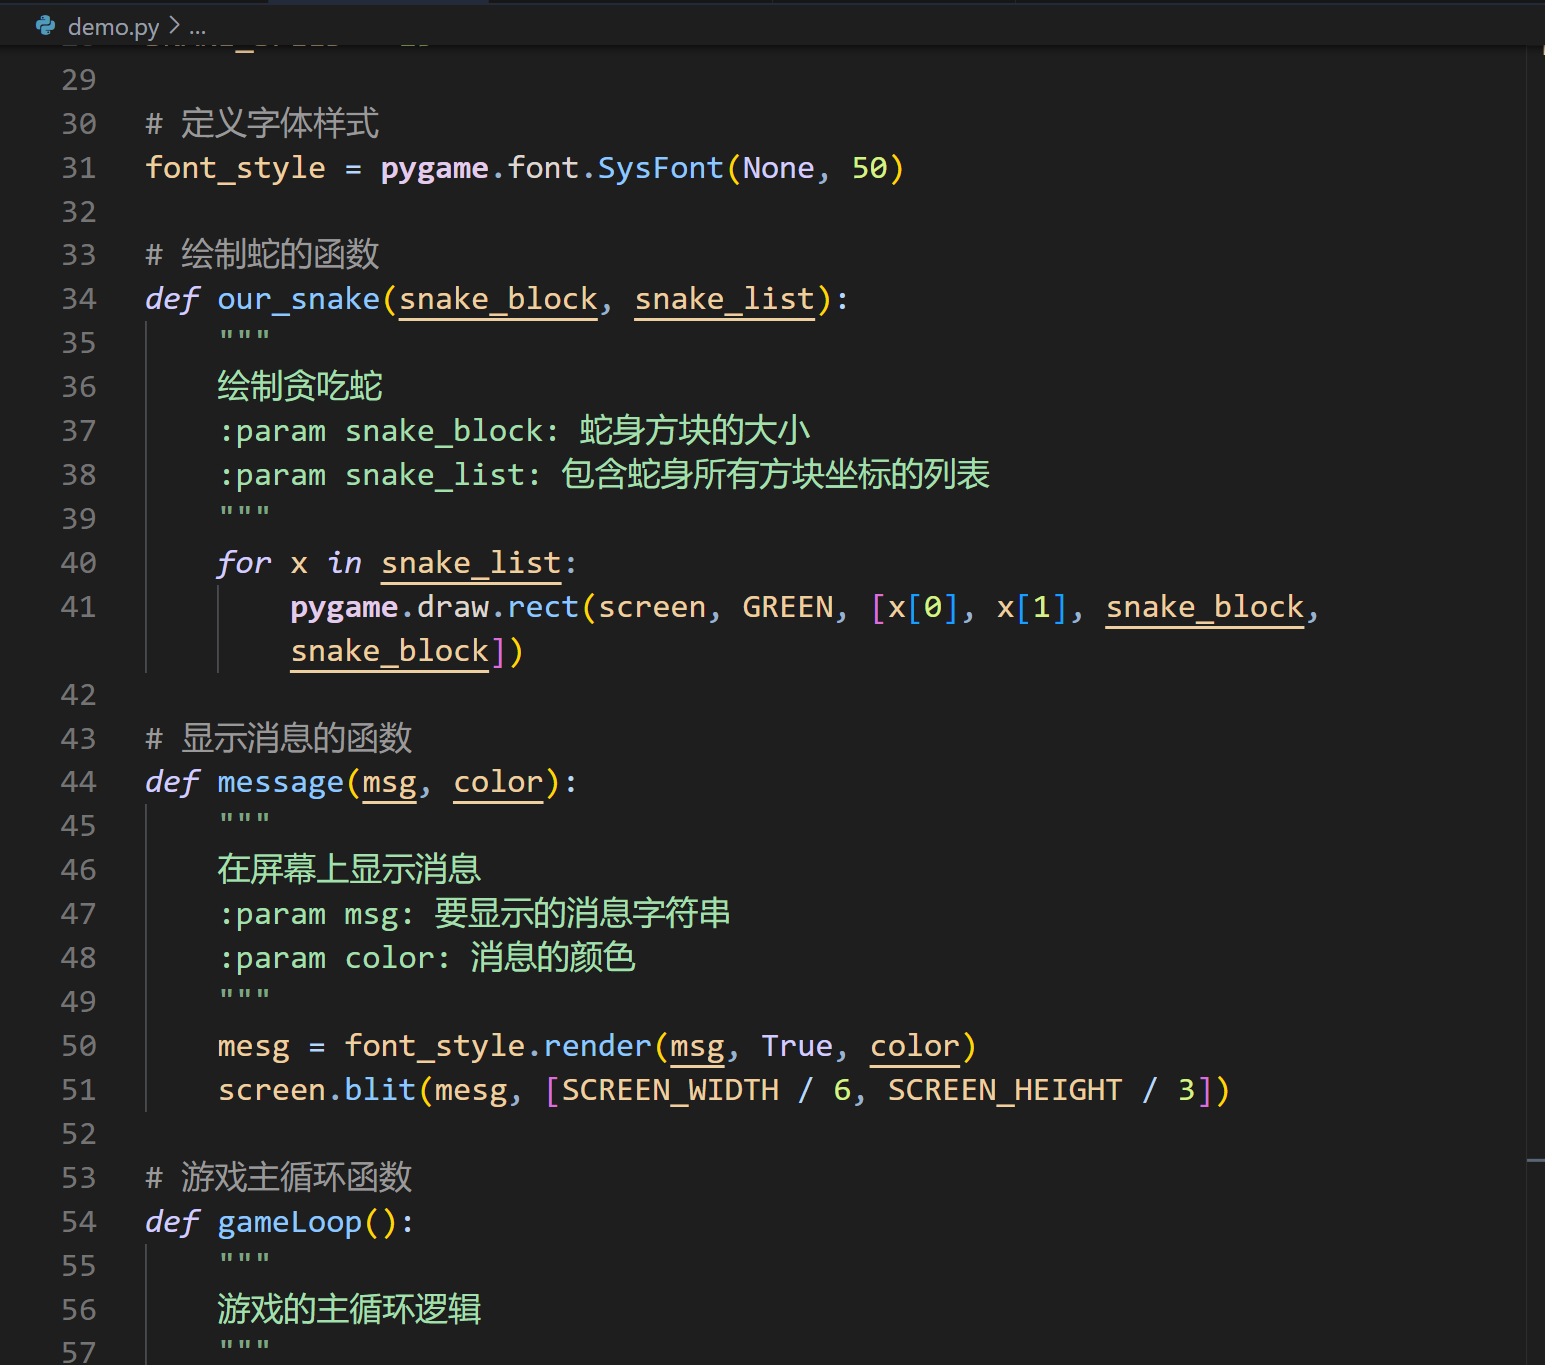 demo.py > ...
29
30 # 定义字体样式
31 font_style = pygame.font.SysFont(None, 50)
32
33 # 绘制蛇的函数
34 def our_snake(snake_block, snake_list):
35 """
36 绘制贪吃蛇
37 :param snake_block: 蛇身方块的大小
38 :param snake_list: 包含蛇身所有方块坐标的列表
39 """
40 for x in snake_list:
41 pygame.draw.rect(screen, GREEN, [x[0], x[1], snake_block,
snake_block])
42
43 # 显示消息的函数
44 def message(msg, color):
45 """
46 在屏幕上显示消息
47 :param msg: 要显示的消息字符串
48 :param color: 消息的颜色
49 """
50 mesg = font_style.render(msg, True, color)
51 screen.blit(mesg, [SCREEN_WIDTH / 6, SCREEN_HEIGHT / 3])
52
53 # 游戏主循环函数
54 def gameLoop():
55 """
56 游戏的主循环逻辑
57 """